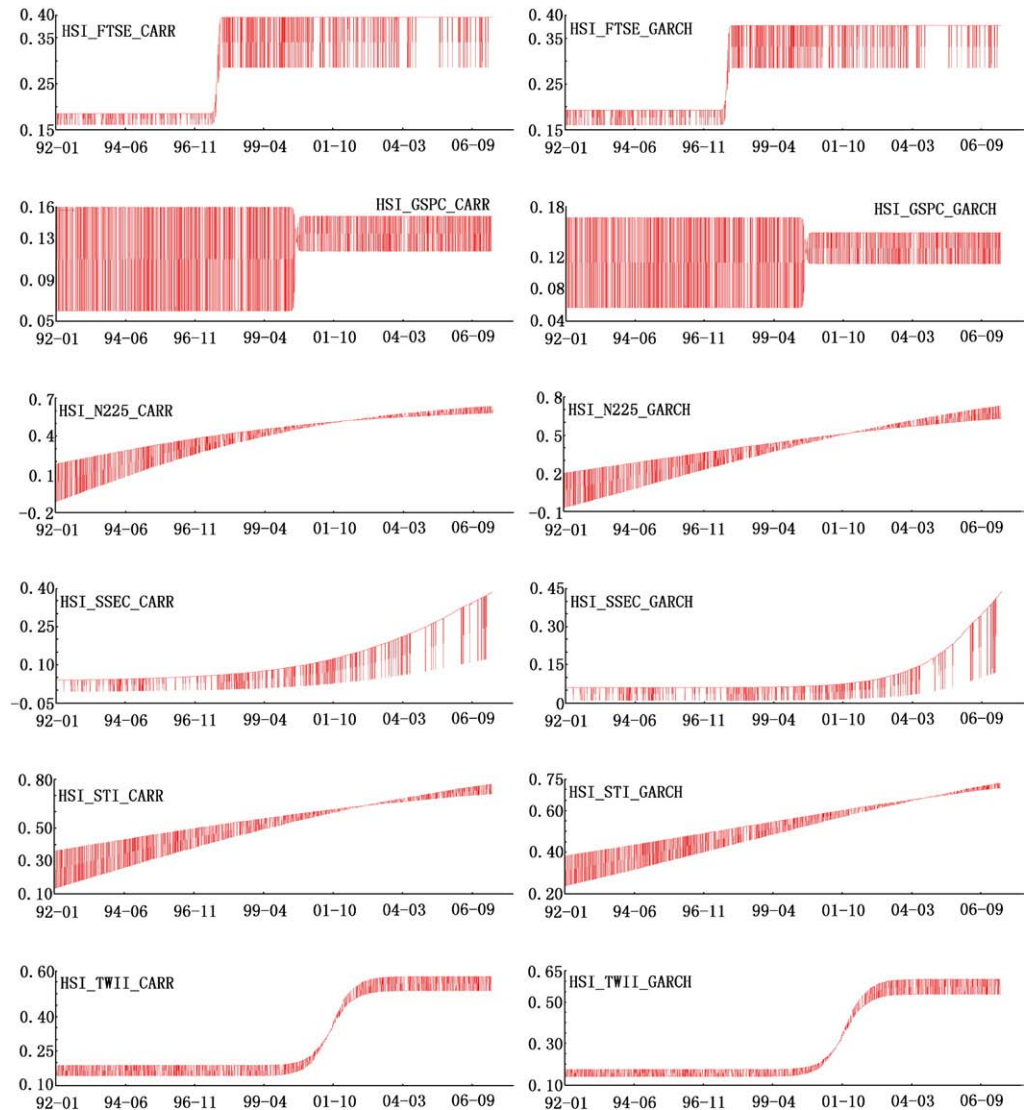 0.40 HSI_FTSE_CARR
0.35
0.25
0.15
92-01 94-06 96-11 99-04 01-10 04-03 06-09
0.40 HSI_FTSE_GARCH
0.35
0.25
0.15
92-01 94-06 96-11 99-04 01-10 04-03 06-09
0.16 HSI_GSPC_CARR
0.13
0.09
0.05
92-01 94-06 96-11 99-04 01-10 04-03 06-09
0.18 HSI_GSPC_GARCH
0.12
0.08
0.04
92-01 94-06 96-11 99-04 01-10 04-03 06-09
0.7 HSI_N225_CARR
0.4
0.1
-0.2
92-01 94-06 96-11 99-04 01-10 04-03 06-09
0.8 HSI_N225_GARCH
0.5
0.2
-0.1
92-01 94-06 96-11 99-04 01-10 04-03 06-09
0.40 HSI_SSEC_CARR
0.25
0.10
-0.05
92-01 94-06 96-11 99-04 01-10 04-03 06-09
0.45 HSI_SSEC_GARCH
0.30
0.15
0
92-01 94-06 96-11 99-04 01-10 04-03 06-09
0.80 HSI_STI_CARR
0.50
0.30
0.10
92-01 94-06 96-11 99-04 01-10 04-03 06-09
0.75 HSI_STI_GARCH
0.60
0.40
0.20
92-01 94-06 96-11 99-04 01-10 04-03 06-09
0.60 HSI_TWII_CARR
0.40
0.25
0.10
92-01 94-06 96-11 99-04 01-10 04-03 06-09
0.65 HSI_TWII_GARCH
0.50
0.30
0.10
92-01 94-06 96-11 99-04 01-10 04-03 06-09